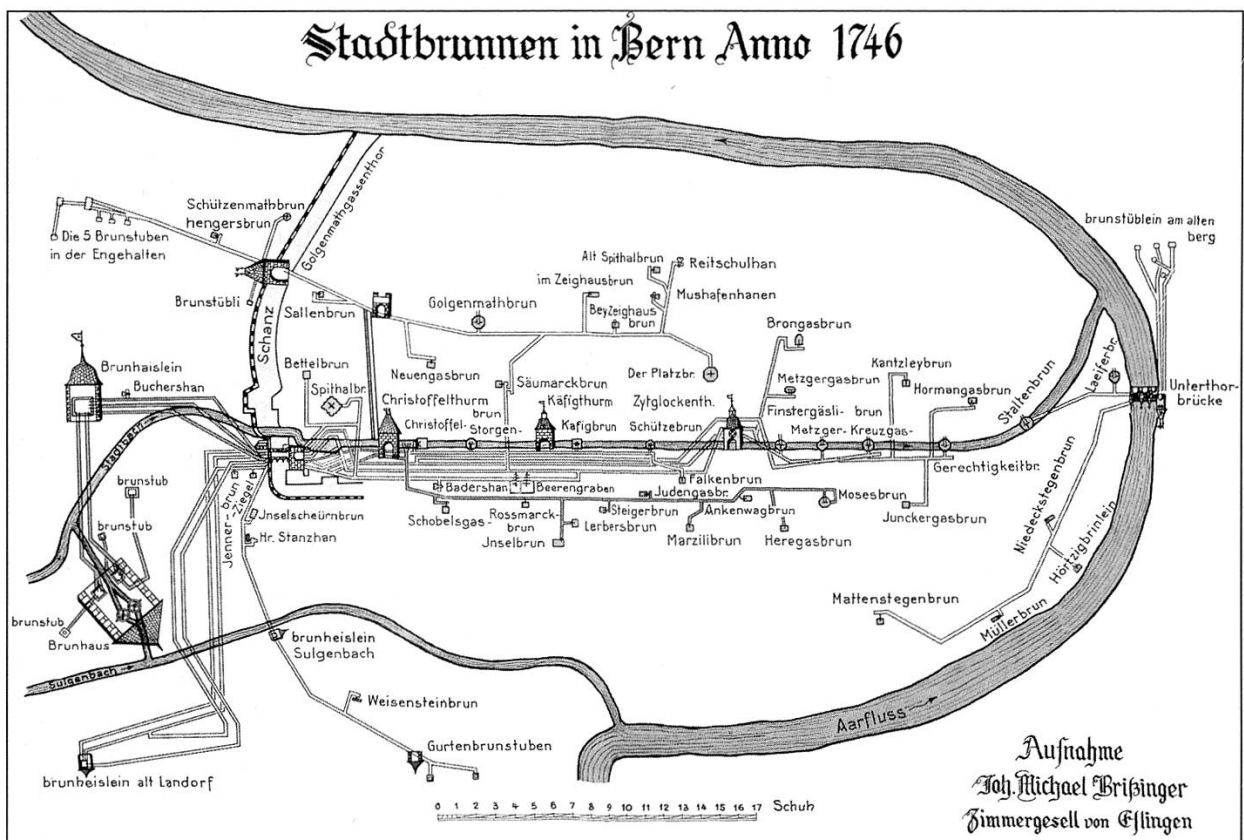 Stadtbrunnen in Bern Anno 1746
Schützenmathbrun
hengersbrun
Golgenmathgassenthor
Die 5 Brunstuben
in der Engehalten
Brunstübli
Schanz
Sallenbrun
Golgenmathbrun
Alt Spithalbrun
im Zeighausbrun
Reitschulhan
Mushafenhanen
BeyZeighaus
brun
brunstüblein am alten
berg
Brunhaislein
Buchershan
Bettelbrun
Spithalbr.
Neuengasbrun
Säumarckbrun
Der Platzbr.
Brongasbrun
Metzgergasbrun
Kantzleybrun
Hormangasbrun
Staltenbrun
Laeiferbr.
Unterthor-
brücke
Stadtbach
Christoffelthurm
Christoffel-
brun
Storgen-
Käfigthurm
Kafigbrun
Zytglockenth.
Schützebrun
Finstergäsli-
brun
Metzger-
Kreuzgas-
Gerechtigkeitbr.
brunstub
brunstub
brunstub
Brunhaus
Jenner-brun
Ziegel-
Jnselscheürnbrun
Hr. Stanzhan
Badershan
Beerengraben
Schobelsgas-
Rossmarck-
brun
Jnselbrun
Lerbersbrun
Steigerbrun
Judengasbr.
Falkenbrun
Marzilibrun
Ankenwagbrun
Heregasbrun
Mosesbrun
Junckergasbrun
Niedeckstegenbrun
Hörtzigbrinlein
Mattenstegenbrun
Müllerbrun
Sulgenbach
brunheislein
Sulgenbach
Weisensteinbrun
Gurtenbrunstuben
brunheislein alt Landorf
Aarfluss
0 1 2 3 4 5 6 7 8 9 10 11 12 13 14 15 16 17 Schuh
Aufnahme
Joh. Michael Brißinger
Zimmergesell von Eßlingen